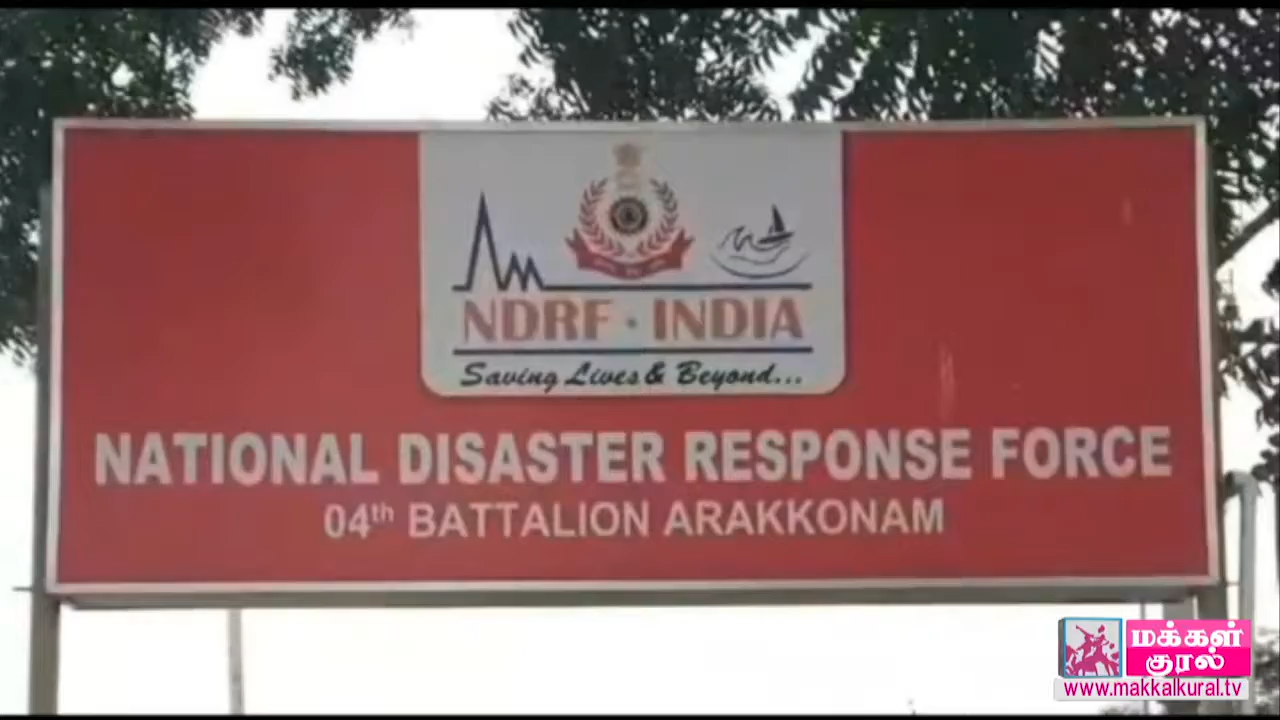 NDRF · INDIA
Saving Lives & Beyond...
NATIONAL DISASTER RESPONSE FORCE
04th BATTALION ARAKKONAM
மக்கள்
குரல்
www.makkalkural.tv